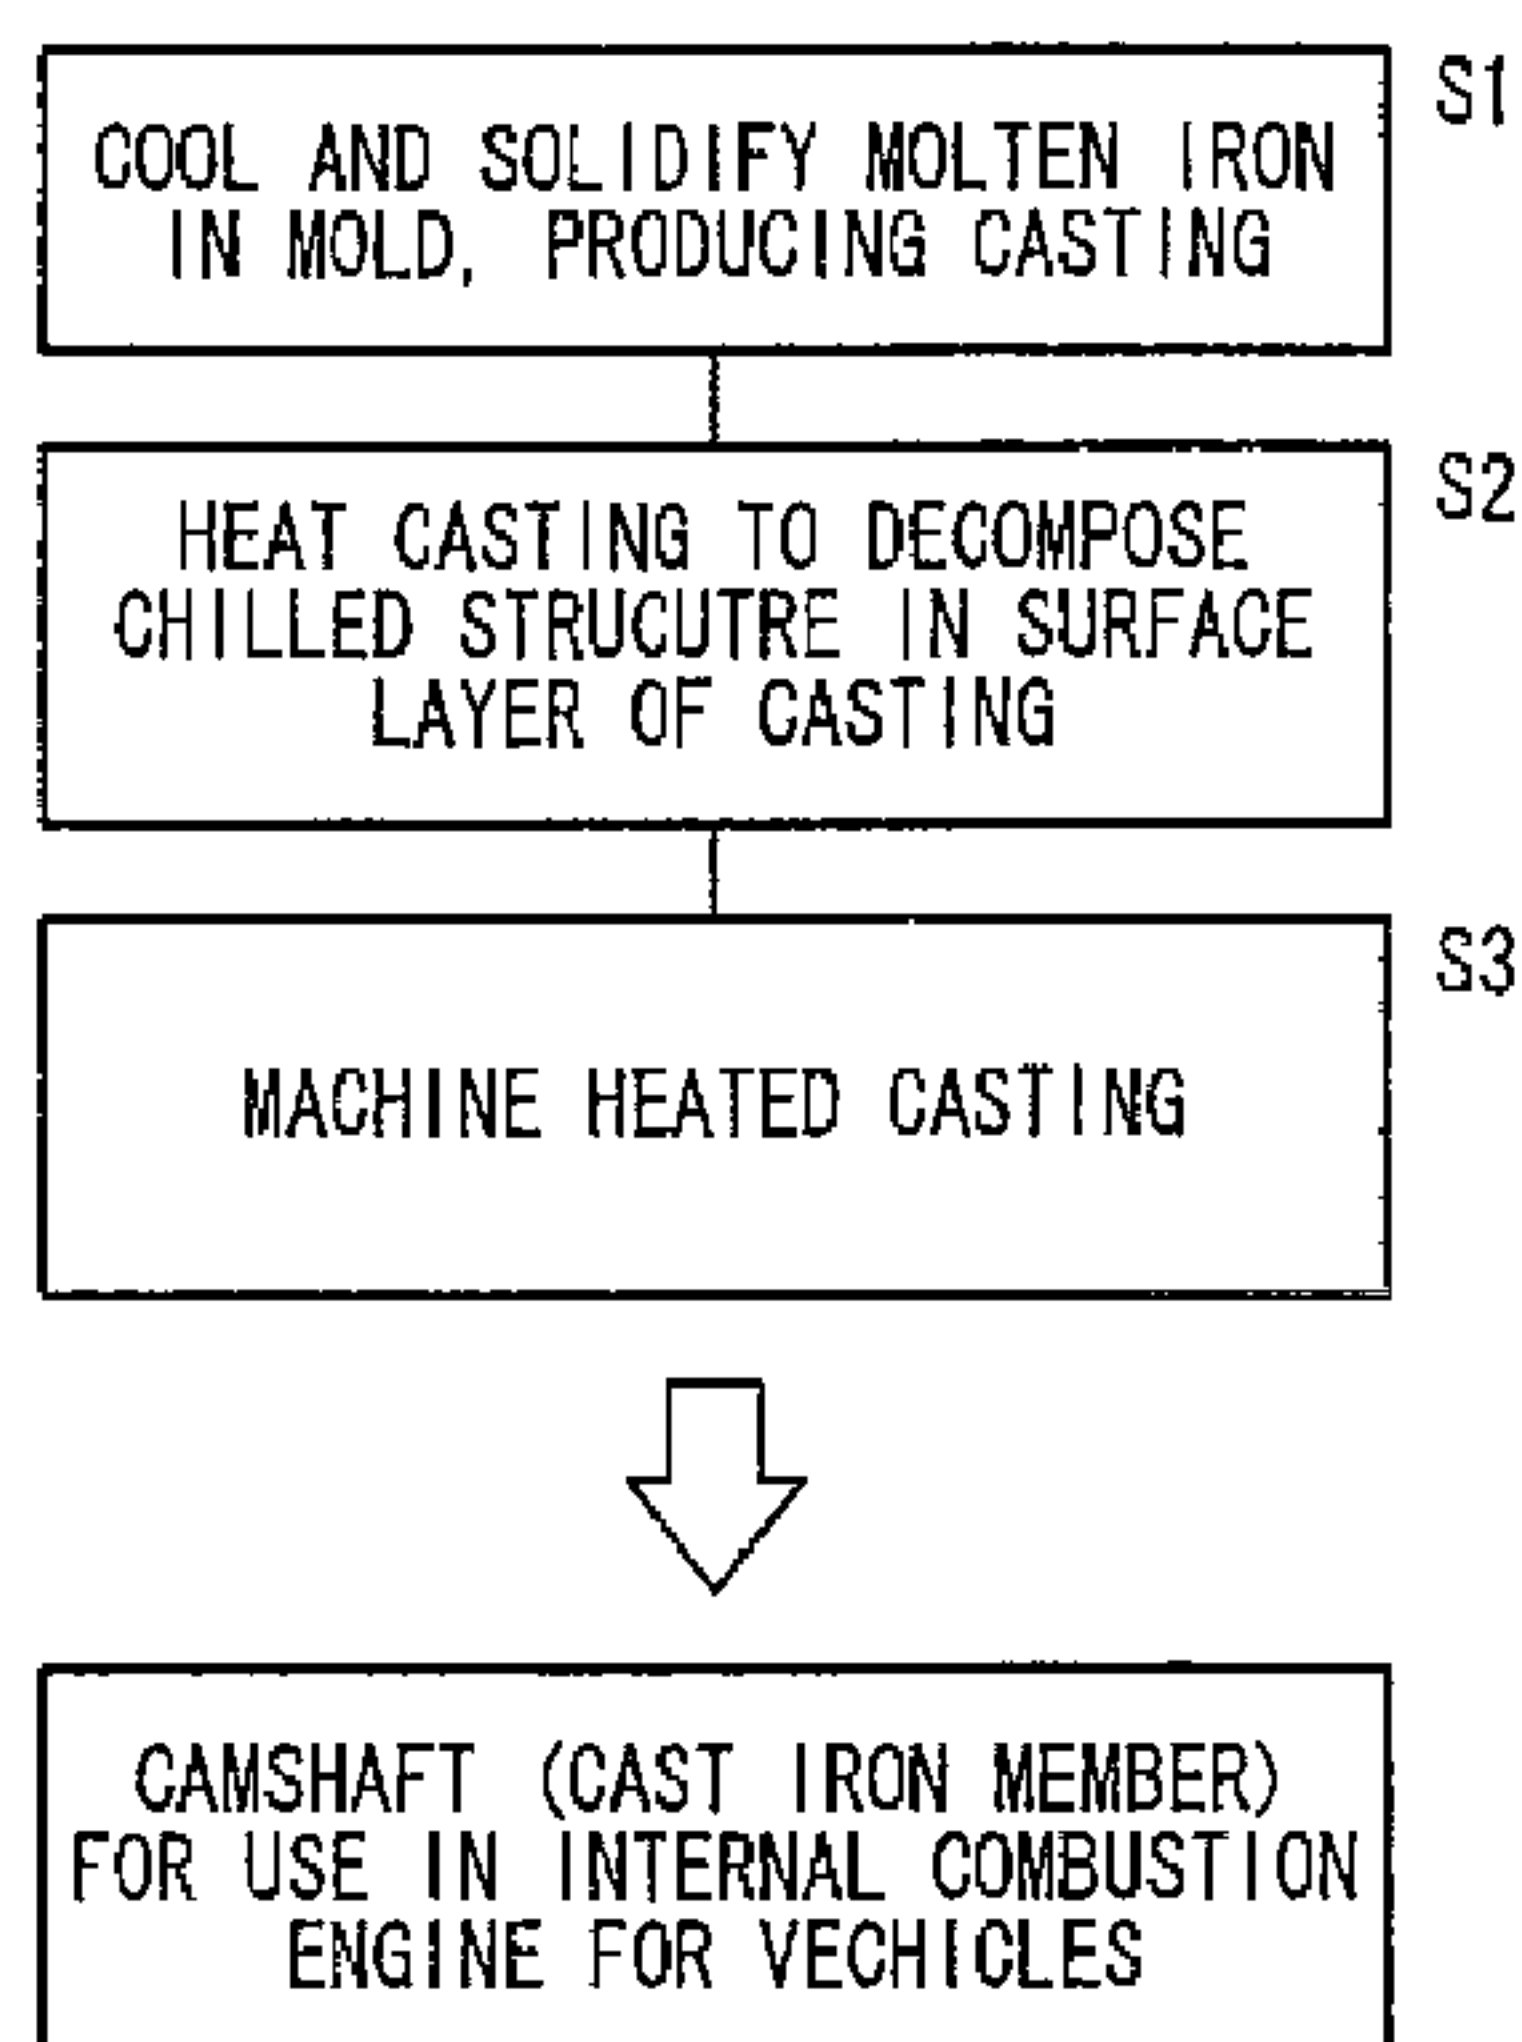 S1
COOL AND SOLIDIFY MOLTEN IRON
IN MOLD, PRODUCING CASTING
S2
HEAT CASTING TO DECOMPOSE
CHILLED STRUCUTRE IN SURFACE
LAYER OF CASTING
S3
MACHINE HEATED CASTING
CAMSHAFT (CAST IRON MEMBER)
FOR USE IN INTERNAL COMBUSTION
ENGINE FOR VECHICLES